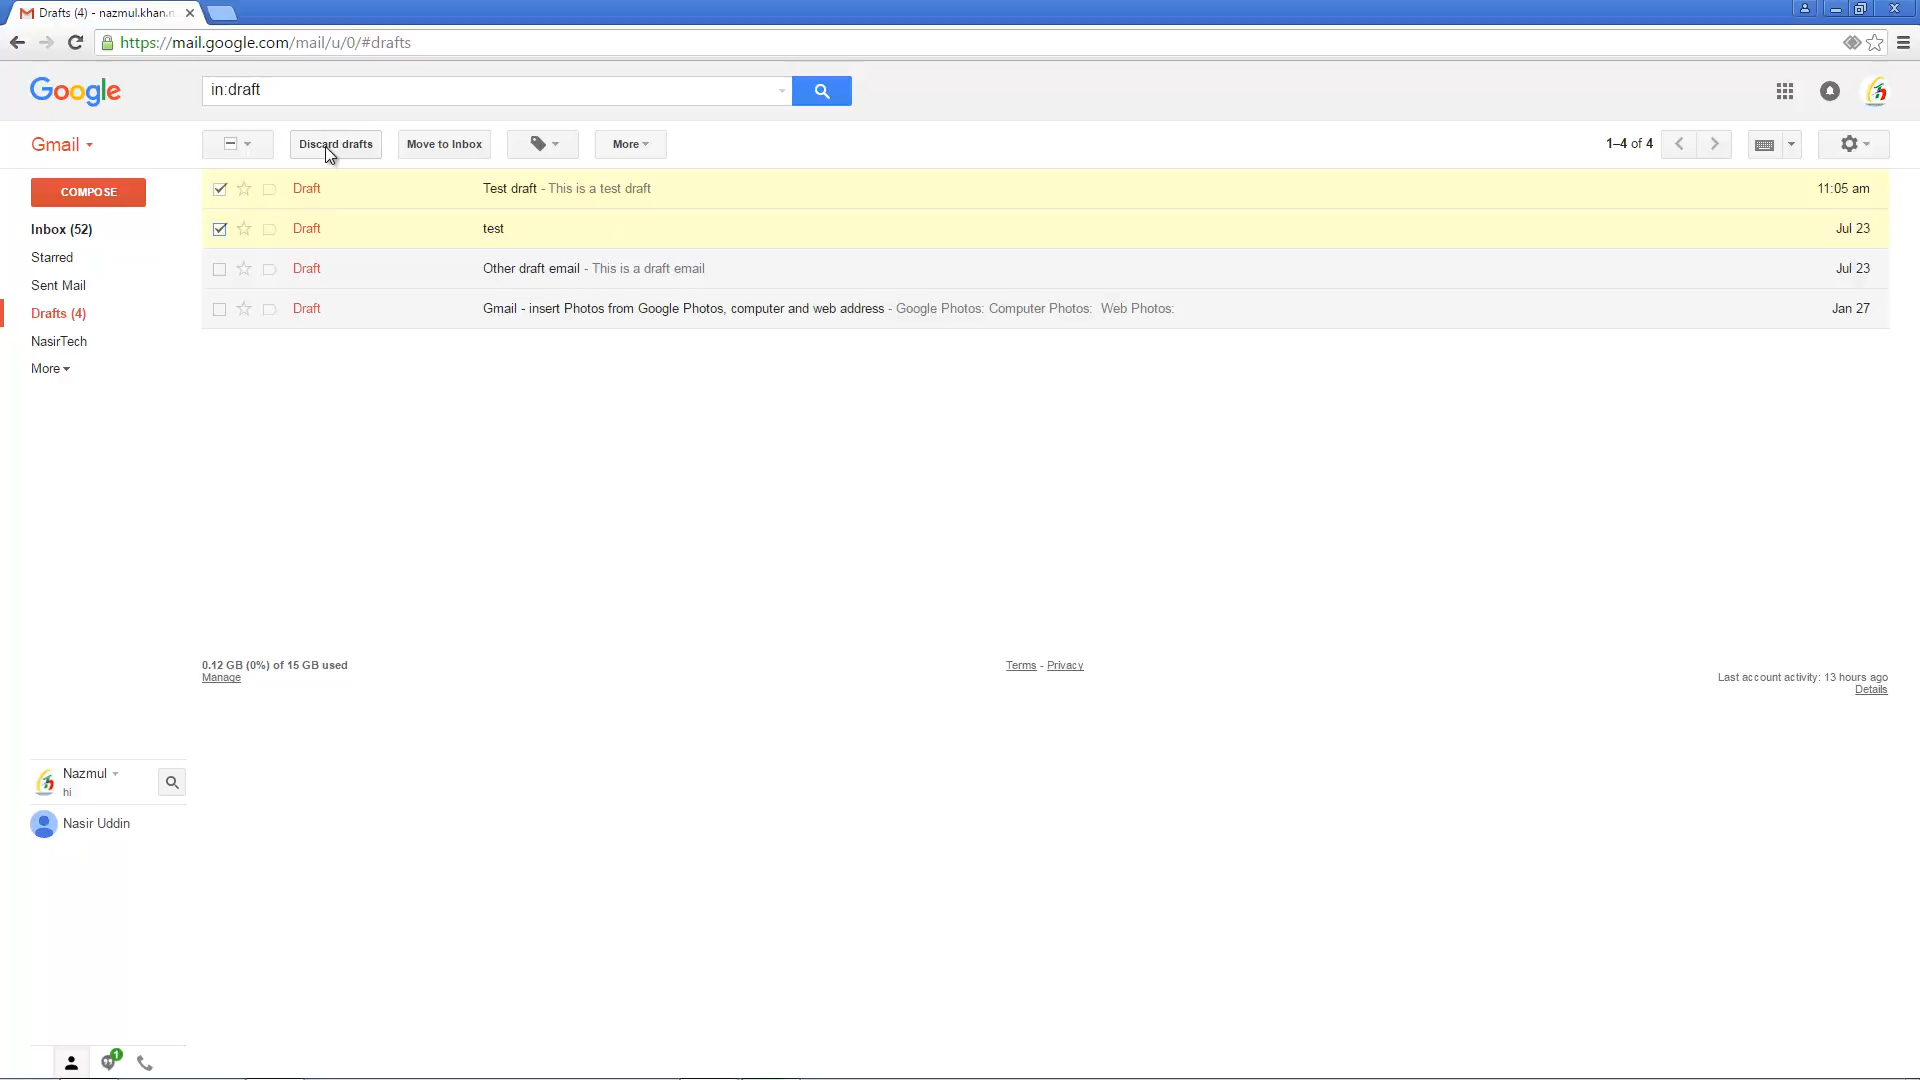 Drafts (4) - nazmul.khan.n
https://mail.google.com/mail/u/0/#drafts
Google
in:draft
Gmail
Discard drafts
Move to Inbox
More
1–4 of 4
COMPOSE
Inbox (52)
Starred
Sent Mail
Drafts (4)
NasirTech
More
Draft Test draft - This is a test draft 11:05 am
Draft test Jul 23
Draft Other draft email - This is a draft email Jul 23
Draft Gmail - insert Photos from Google Photos, computer and web address - Google Photos: Computer Photos: Web Photos: Jan 27
0.12 GB (0%) of 15 GB used
Manage
Terms - Privacy
Last account activity: 13 hours ago
Details
Nazmul
hi
Nasir Uddin
1